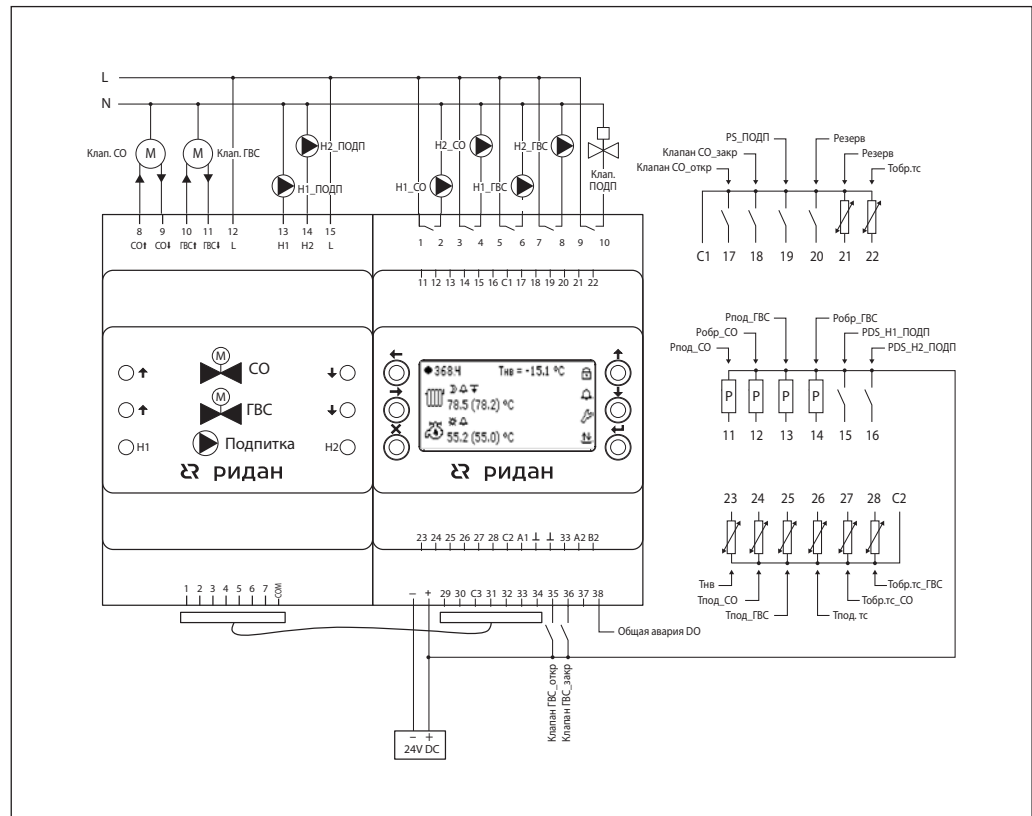 L
N
Клап. СО
М
М
Клап. ГВС
Н2_ПОДП
Н1_ПОДП
Н2_СО
Н2_ГВС
Н1_СО
Н1_ГВС
Клап.
ПОДП
8 9 10 11 12 13 14 15
СО⬆ СО⬇ ГВС⬆ ГВС⬇ L H1 H2 L
1 2 3 4 5 6 7 8 9 10
11 12 13 14 15 16 C1 17 18 19 20 21 22
М
СО
М
ГВС
Н1
Подпитка
Н2
ридан
368Ч Тнв = -15.1 °C
78.5 (78.2) °C
55.2 (55.0) °C
ридан
23 24 25 26 27 28 C2 A1 ⊥ ⊥ 33 A2 B2
1 2 3 4 5 6 7 COM
− + 29 30 C3 31 32 33 34 35 36 37 38
Общая авария DO
Клапан ГВС_откр
Клапан ГВС_закр
− +
24V DC
PS_ПОДП
Резерв
Клапан СО_закр
Резерв
Клапан СО_откр
Тобр.тс
C1 17 18 19 20 21 22
Рпод_ГВС
Робр_ГВС
Робр_СО
PDS_Н1_ПОДП
Рпод_СО
PDS_Н2_ПОДП
P P P P
11 12 13 14 15 16
23 24 25 26 27 28 C2
Тнв
Тобр.тс_ГВС
Тпод_СО
Тобр.тс_СО
Тпод_ГВС
Тпод. тс